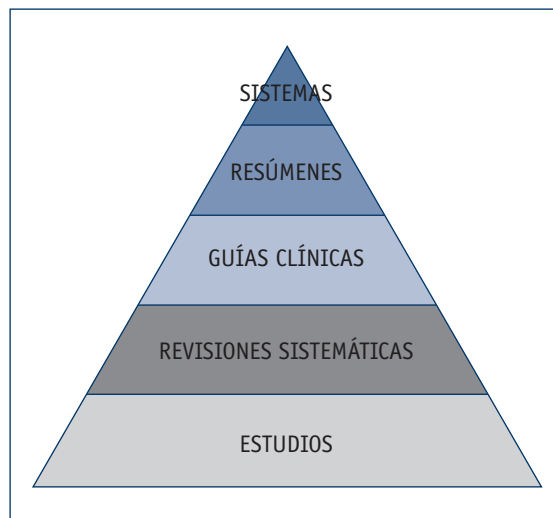 SISTEMAS
RESÚMENES
GUÍAS CLÍNICAS
REVISIONES SISTEMÁTICAS
ESTUDIOS